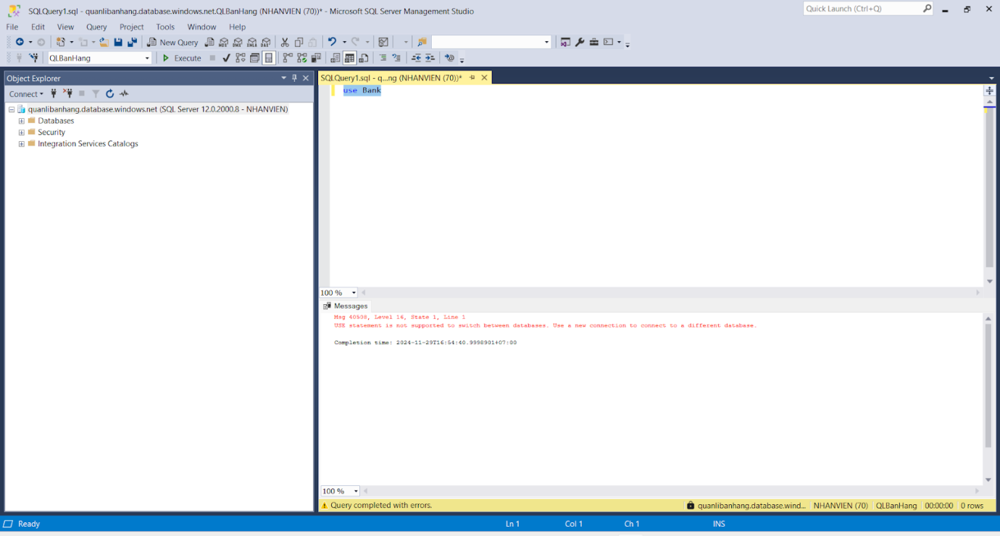 SQLQuery1.sql - quanlibanhang.database.windows.net.QLBanHang (NHANVIEN (70))* - Microsoft SQL Server Management Studio
Quick Launch (Ctrl+Q)
File Edit View Query Project Tools Window Help
New Query
QLBanHang
Execute
Object Explorer
Connect
quanlibanhang.database.windows.net (SQL Server 12.0.2000.8 - NHANVIEN)
Databases
Security
Integration Services Catalogs
SQLQuery1.sql - q...ng (NHANVIEN (70))*
use Bank
100 %
Messages
Msg 40508, Level 16, State 1, Line 1
USE statement is not supported to switch between databases. Use a new connection to connect to a different database.
Completion time: 2024-11-29T16:54:40.9998901+07:00
100 %
Query completed with errors.
quanlibanhang.database.wind... NHANVIEN (70) QLBanHang 00:00:00 0 rows
Ready Ln 1 Col 1 Ch 1 INS